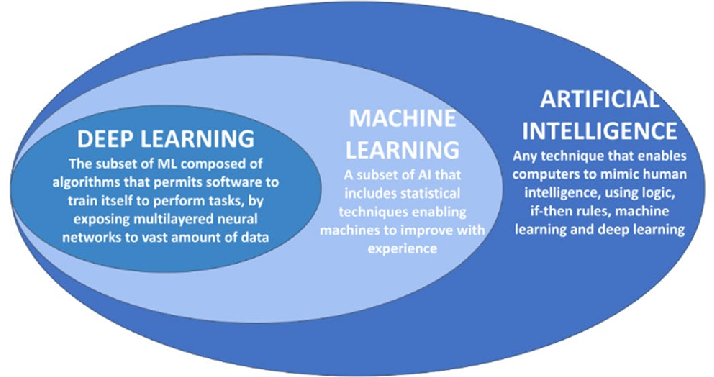 DEEP LEARNING
The subset of ML composed of
algorithms that permits software to
train itself to perform tasks, by
exposing multilayered neural
networks to vast amount of data
MACHINE
LEARNING
A subset of AI that
includes statistical
techniques enabling
machines to improve with
experience
ARTIFICIAL
INTELLIGENCE
Any technique that enables
computers to mimic human
intelligence, using logic,
if-then rules, machine
learning and deep learning